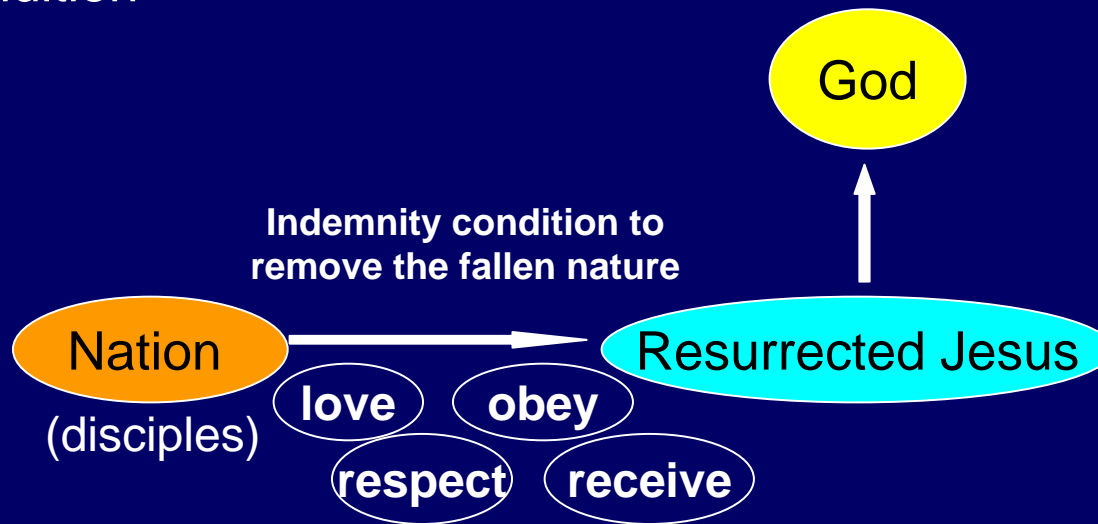 God
Indemnity condition to
remove the fallen nature
Nation
Resurrected Jesus
(disciples)
love
obey
respect
receive